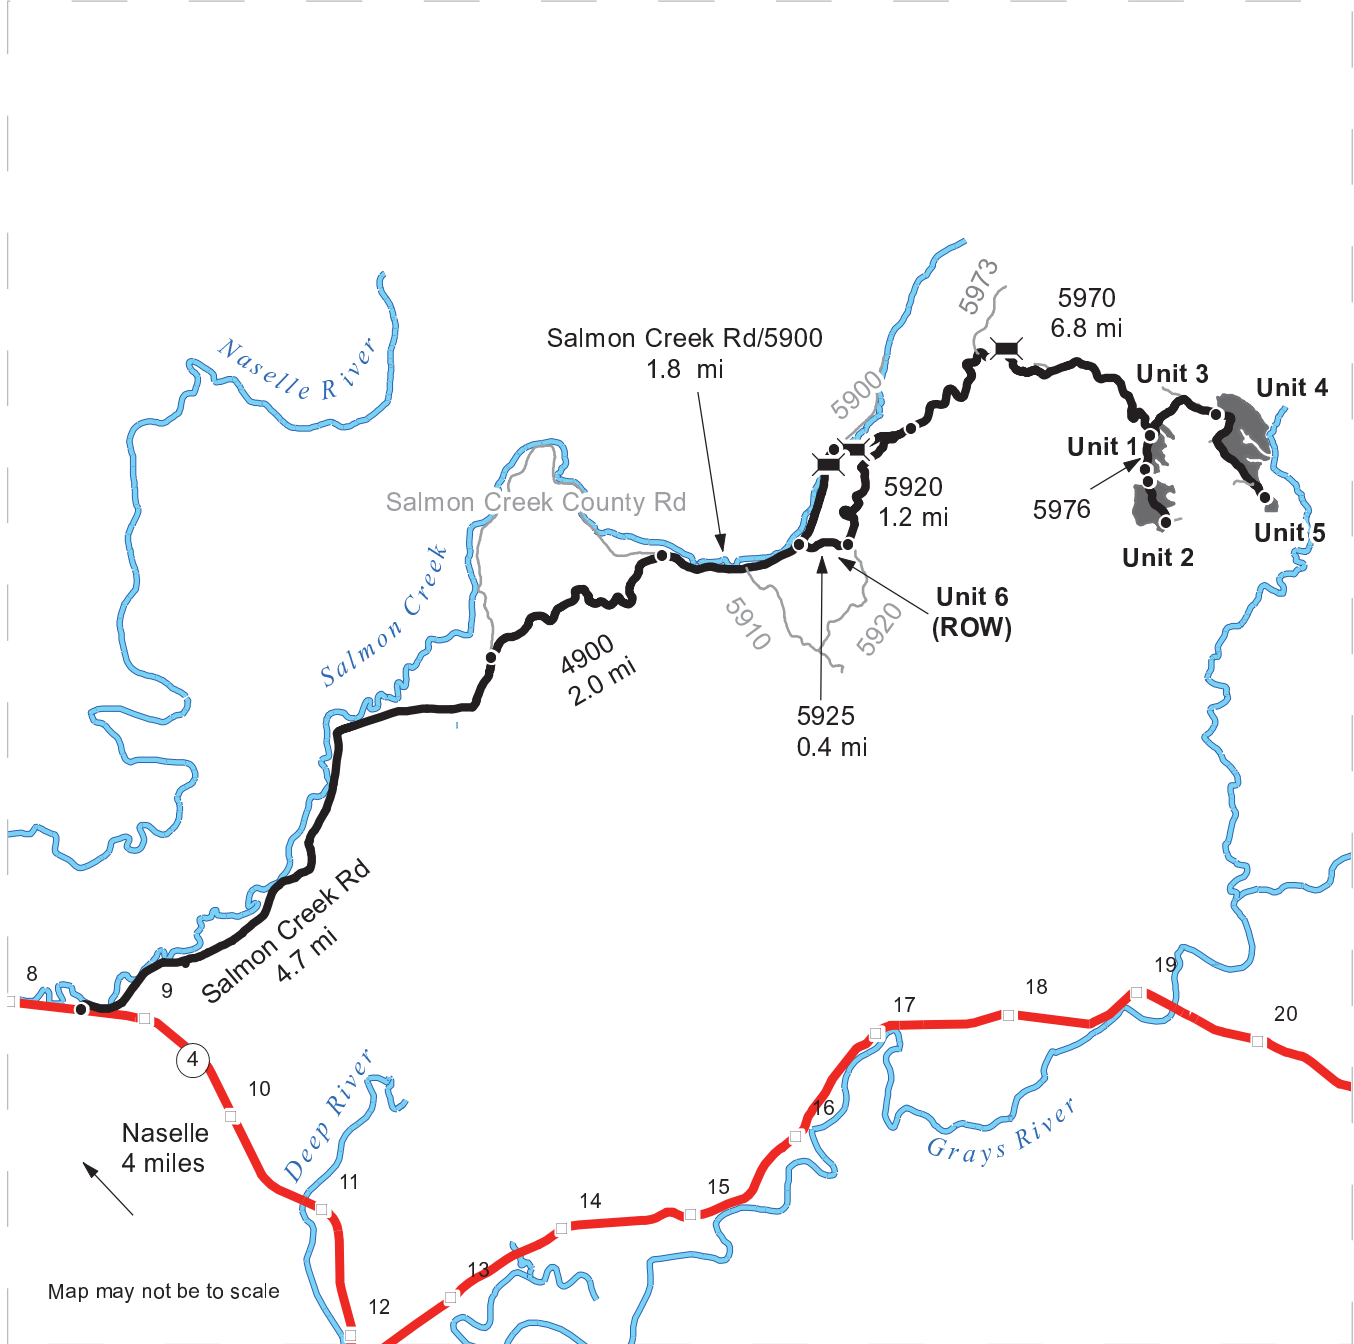 5973
5970
6.8 mi
Naselle River
Salmon Creek Rd/5900
1.8 mi
5900
Unit 3
Unit 4
Unit 1
Salmon Creek County Rd
5920
1.2 mi
5976
Unit 5
Unit 2
Salmon Creek
5910
5920
Unit 6
(ROW)
4900
2.0 mi
5925
0.4 mi
Salmon Creek Rd
4.7 mi
8
9
19
18
17
20
4
10
Deep River
16
Grays River
Naselle
4 miles
11
15
14
13
Map may not be to scale
12